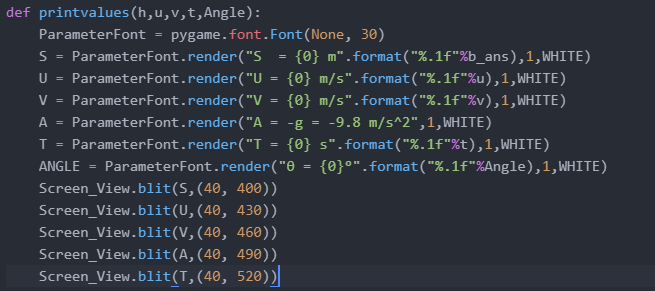 def printvalues(h,u,v,t,Angle):
    ParameterFont = pygame.font.Font(None, 30)
    S = ParameterFont.render("S  = {0} m".format("%.1f"%b_ans),1,WHITE)
    U = ParameterFont.render("U = {0} m/s".format("%.1f"%u),1,WHITE)
    V = ParameterFont.render("V = {0} m/s".format("%.1f"%v),1,WHITE)
    A = ParameterFont.render("A = -g = -9.8 m/s^2",1,WHITE)
    T = ParameterFont.render("T = {0} s".format("%.1f"%t),1,WHITE)
    ANGLE = ParameterFont.render("θ = {0}º".format("%.1f"%Angle),1,WHITE)
    Screen_View.blit(S,(40, 400))
    Screen_View.blit(U,(40, 430))
    Screen_View.blit(V,(40, 460))
    Screen_View.blit(A,(40, 490))
    Screen_View.blit(T,(40, 520))